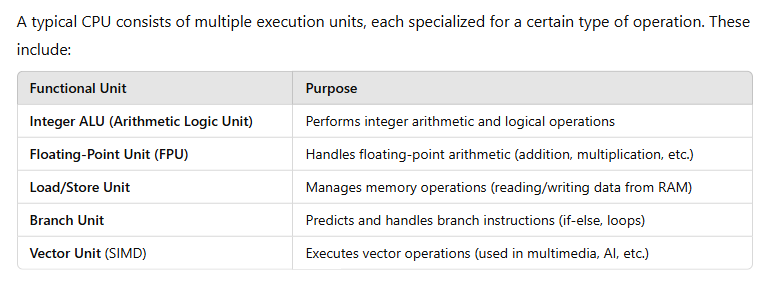 A typical CPU consists of multiple execution units, each specialized for a certain type of operation. These
include:
Functional Unit Purpose
Integer ALU (Arithmetic Logic Unit) Performs integer arithmetic and logical operations
Floating-Point Unit (FPU) Handles floating-point arithmetic (addition, multiplication, etc.)
Load/Store Unit Manages memory operations (reading/writing data from RAM)
Branch Unit Predicts and handles branch instructions (if-else, loops)
Vector Unit (SIMD) Executes vector operations (used in multimedia, AI, etc.)